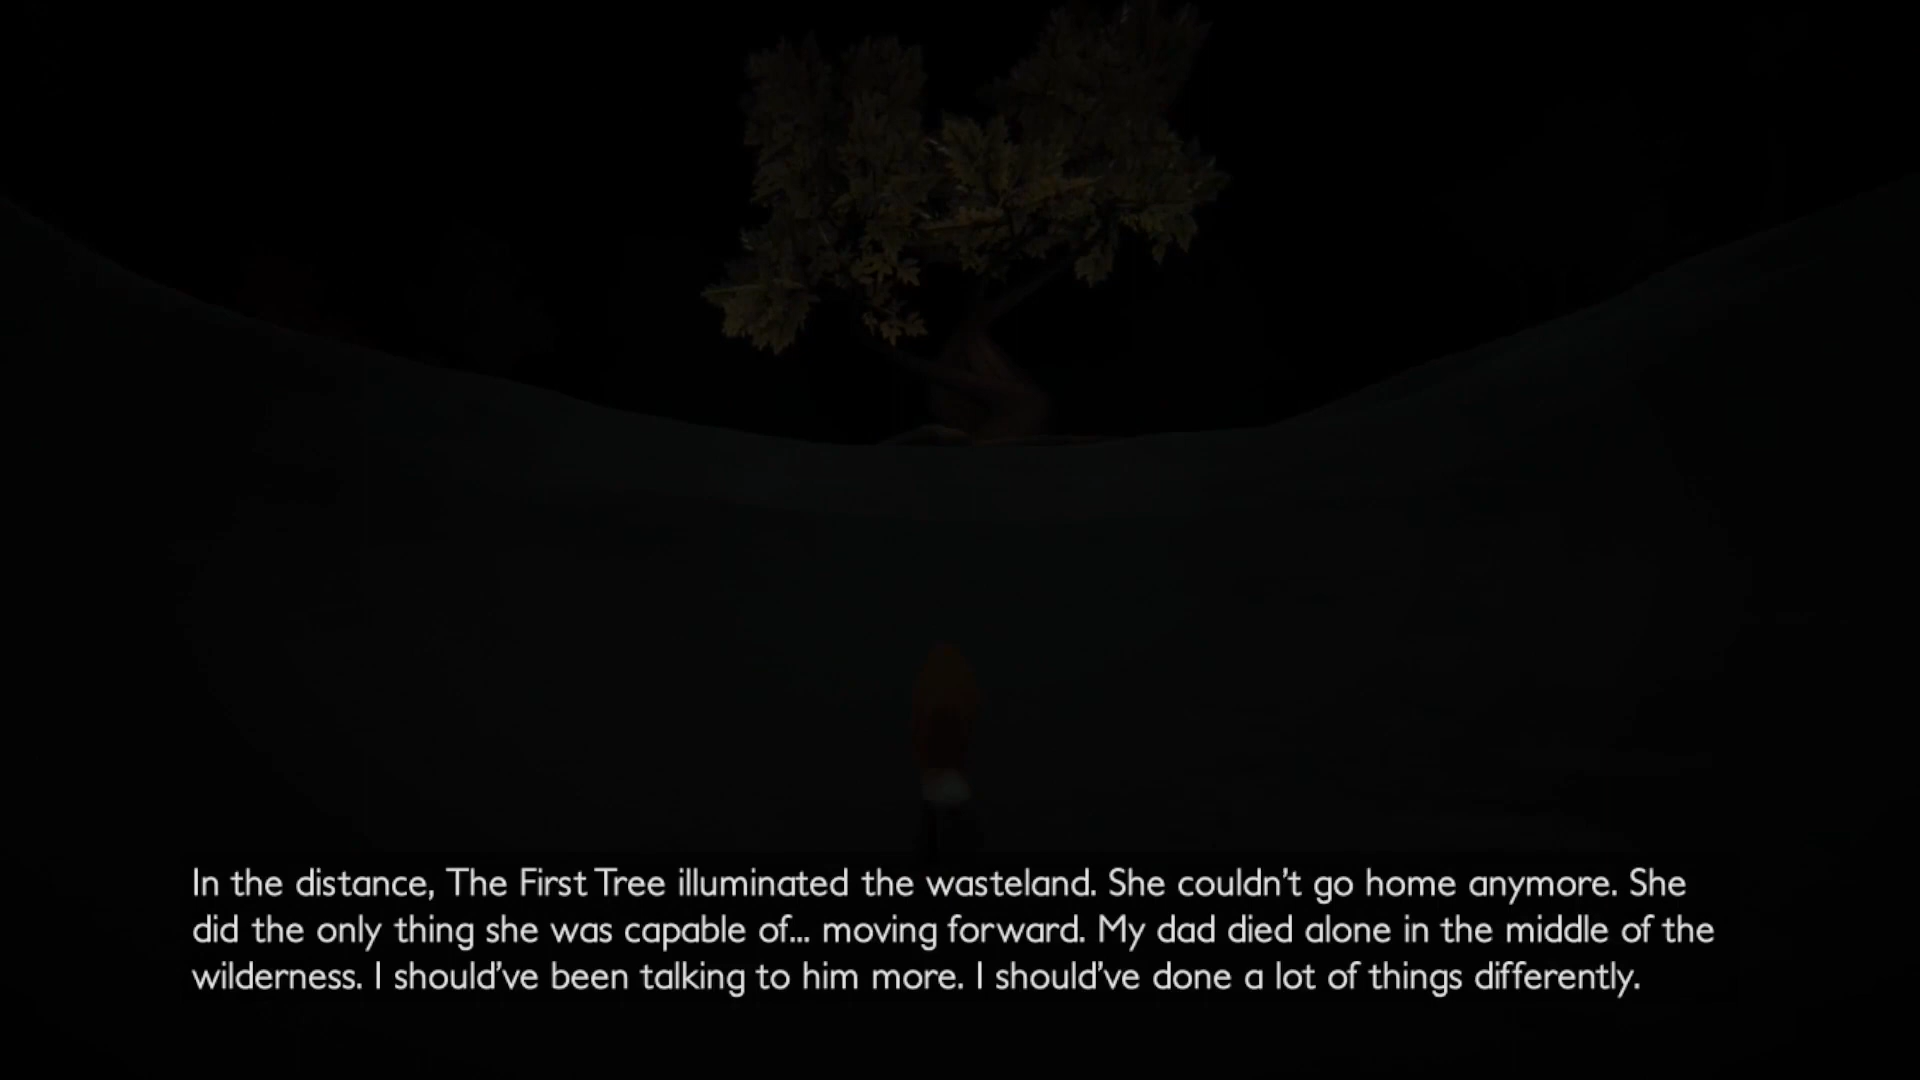 In the distance, The First Tree illuminated the wasteland. She couldn’t go home anymore. She
did the only thing she was capable of... moving forward. My dad died alone in the middle of the
wilderness. I should’ve been talking to him more. I should’ve done a lot of things differently.